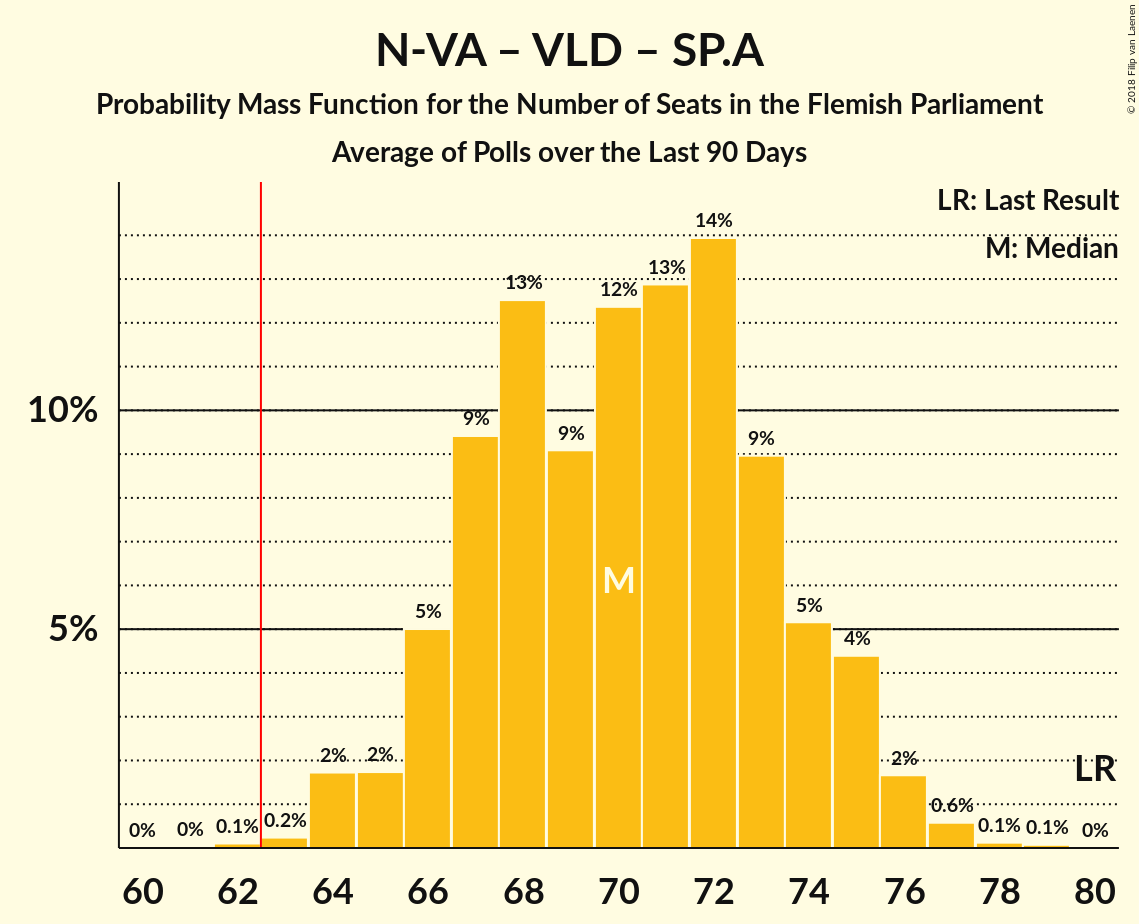 N-VA – VLD – SP.A
Probability Mass Function for the Number of Seats in the Flemish Parliament
Average of Polls over the Last 90 Days
© 2018 Filip van Laenen
LR: Last Result
M: Median
10%
5%
0%
0%
0.1%
0.2%
2%
2%
5%
9%
13%
9%
12%
13%
14%
9%
5%
4%
2%
0.6%
0.1%
0.1%
0%
M
LR
60 62 64 66 68 70 72 74 76 78 80